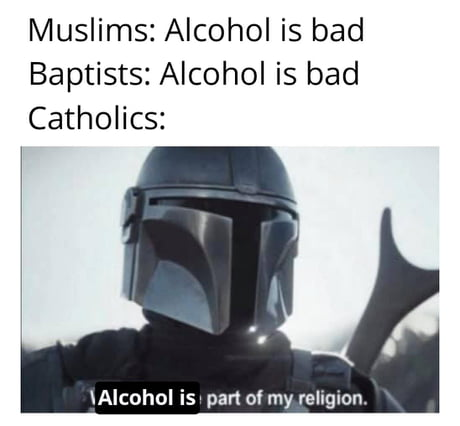 Muslims: Alcohol is bad
Baptists: Alcohol is bad
Catholics:
Alcohol is part of my religion.